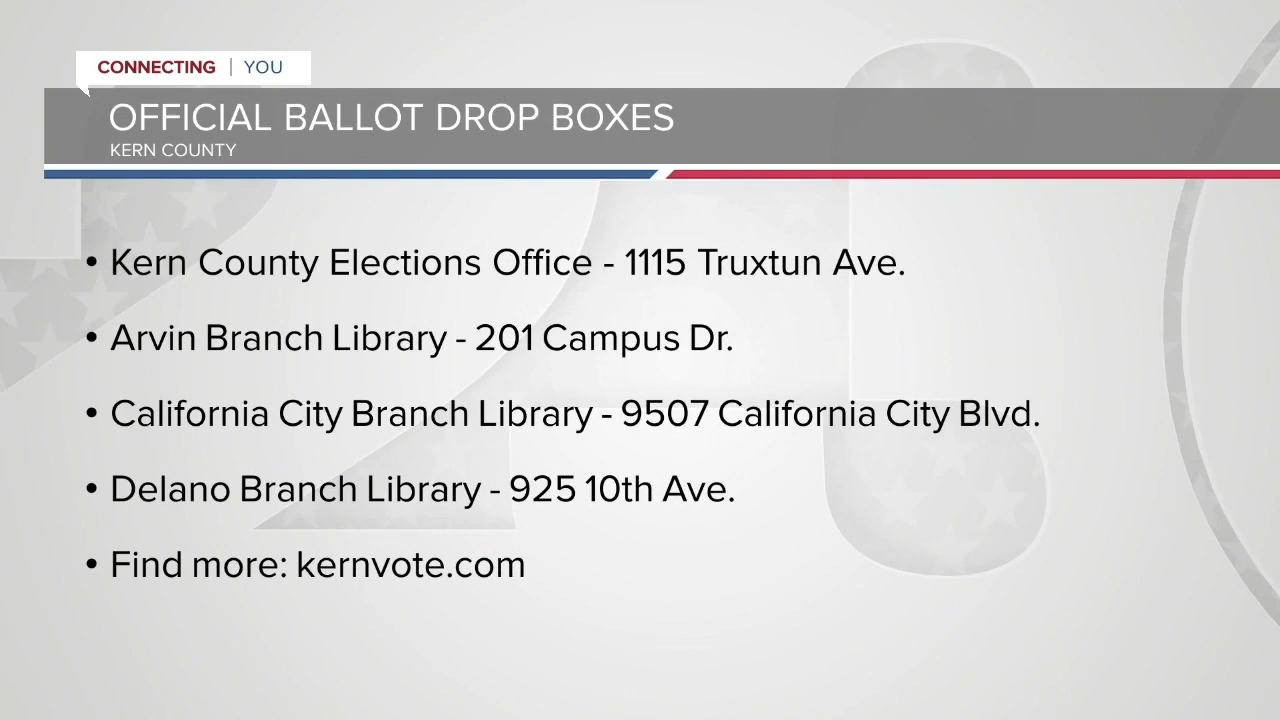 CONNECTING | YOU
OFFICIAL BALLOT DROP BOXES
KERN COUNTY
• Kern County Elections Office - 1115 Truxtun Ave.
• Arvin Branch Library - 201 Campus Dr.
• California City Branch Library - 9507 California City Blvd.
• Delano Branch Library - 925 10th Ave.
• Find more: kernvote.com